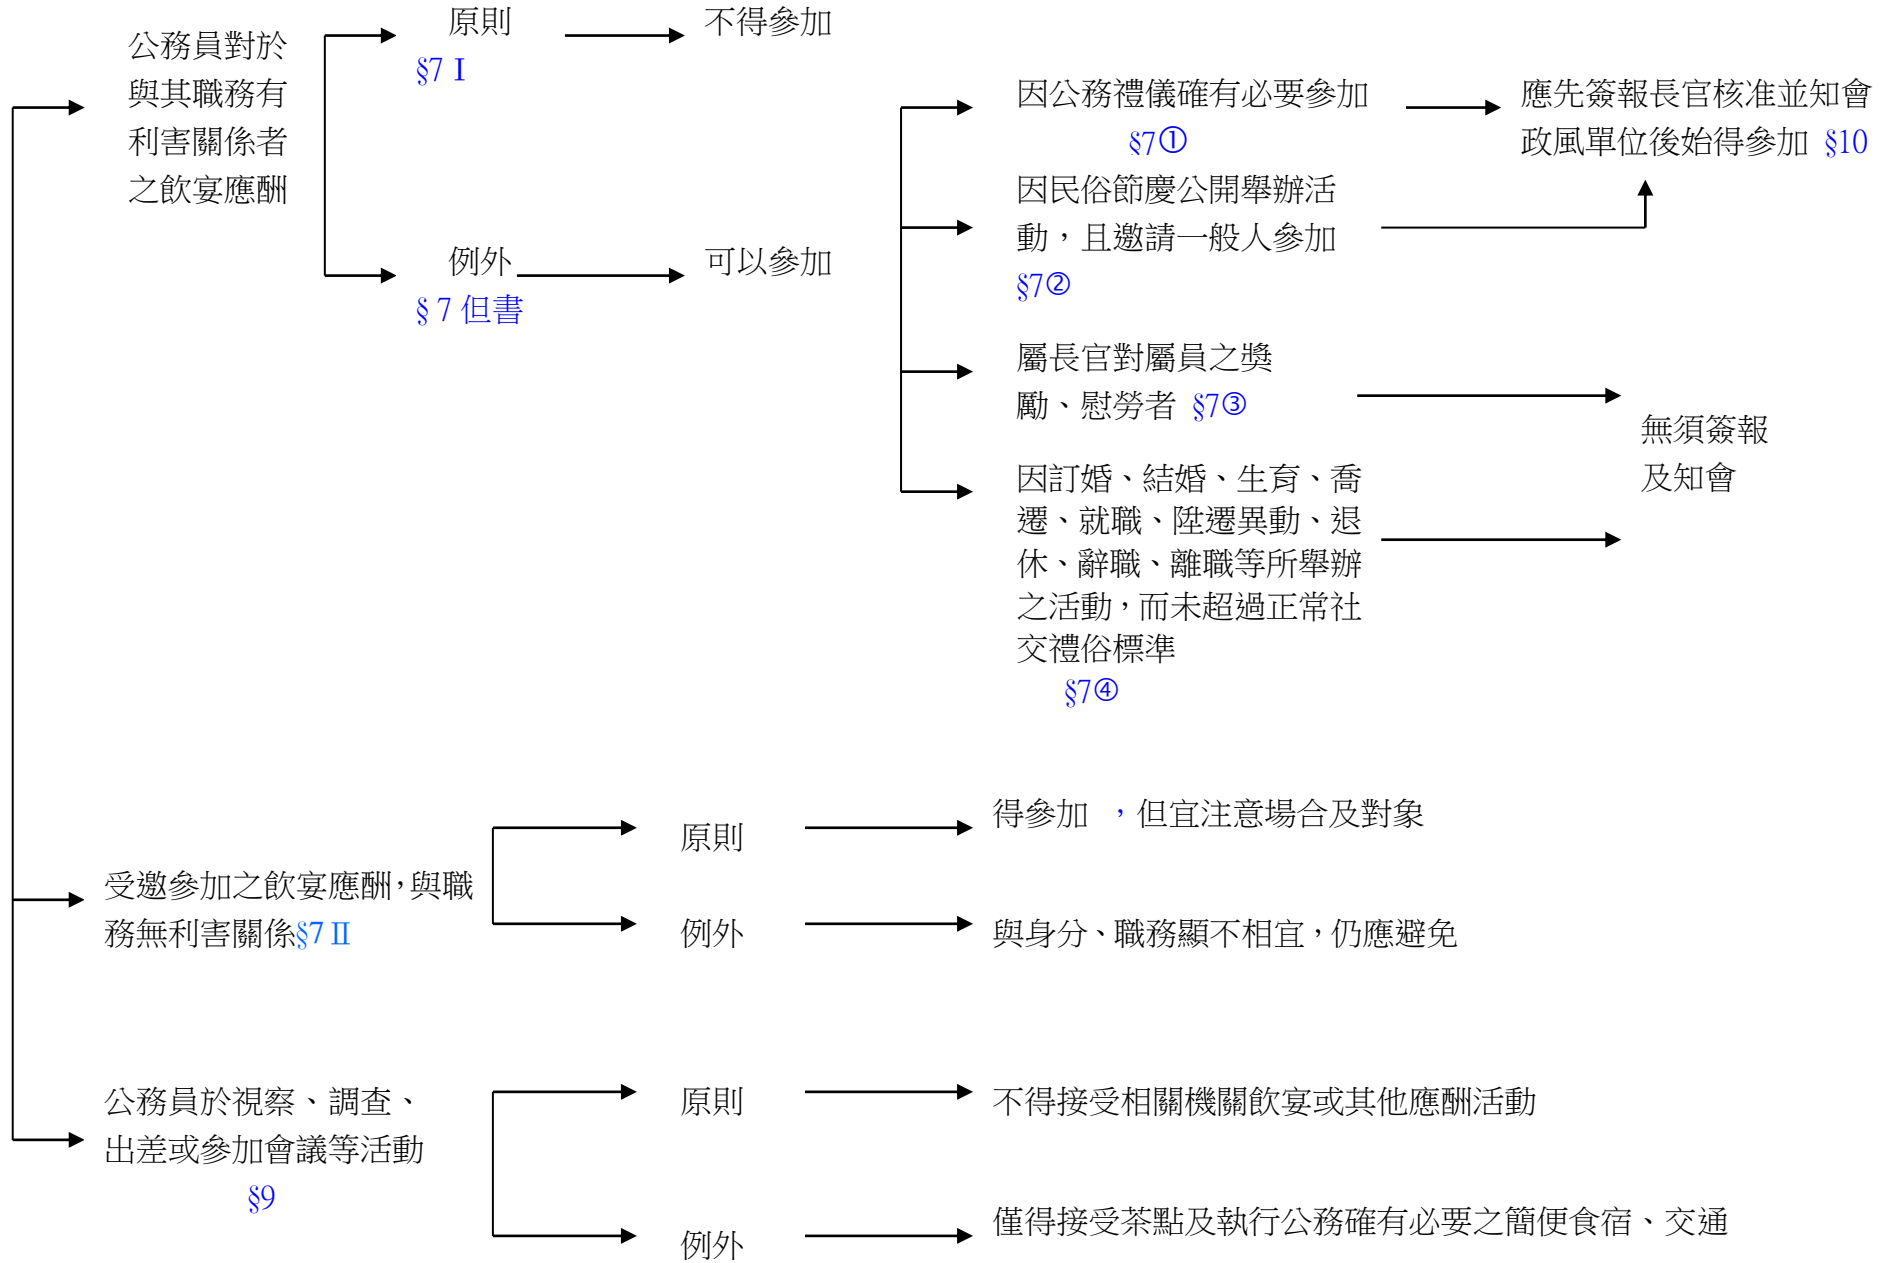 公務員對於
與其職務有
利害關係者
之飲宴應酬
原則
§7 I
不得參加
例外
§ 7 但書
可以參加
因公務禮儀確有必要參加
§7①
應先簽報長官核准並知會
政風單位後始得參加 §10
因民俗節慶公開舉辦活
動，且邀請一般人參加
§7②
屬長官對屬員之獎
勵、慰勞者 §7③
無須簽報
及知會
因訂婚、結婚、生育、喬
遷、就職、陞遷異動、退
休、辭職、離職等所舉辦
之活動，而未超過正常社
交禮俗標準
§7④
受邀參加之飲宴應酬，與職
務無利害關係§7 II
原則
得參加 ，但宜注意場合及對象
例外
與身分、職務顯不相宜，仍應避免
公務員於視察、調查、
出差或參加會議等活動
§9
原則
不得接受相關機關飲宴或其他應酬活動
例外
僅得接受茶點及執行公務確有必要之簡便食宿、交通